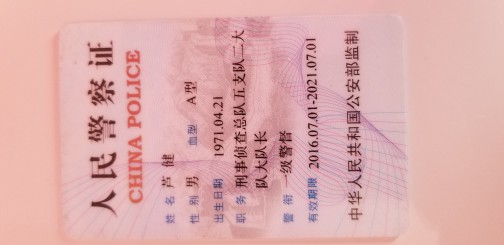 人民警察证
CHINA POLICE
姓名 芦健
性别 男 血型 A型
出生日期 1971.04.21
职务 刑事侦查总队五支队二大
队大队长
警衔 一级警督
有效期限 2016.07.01-2021.07.01
中华人民共和国公安部监制